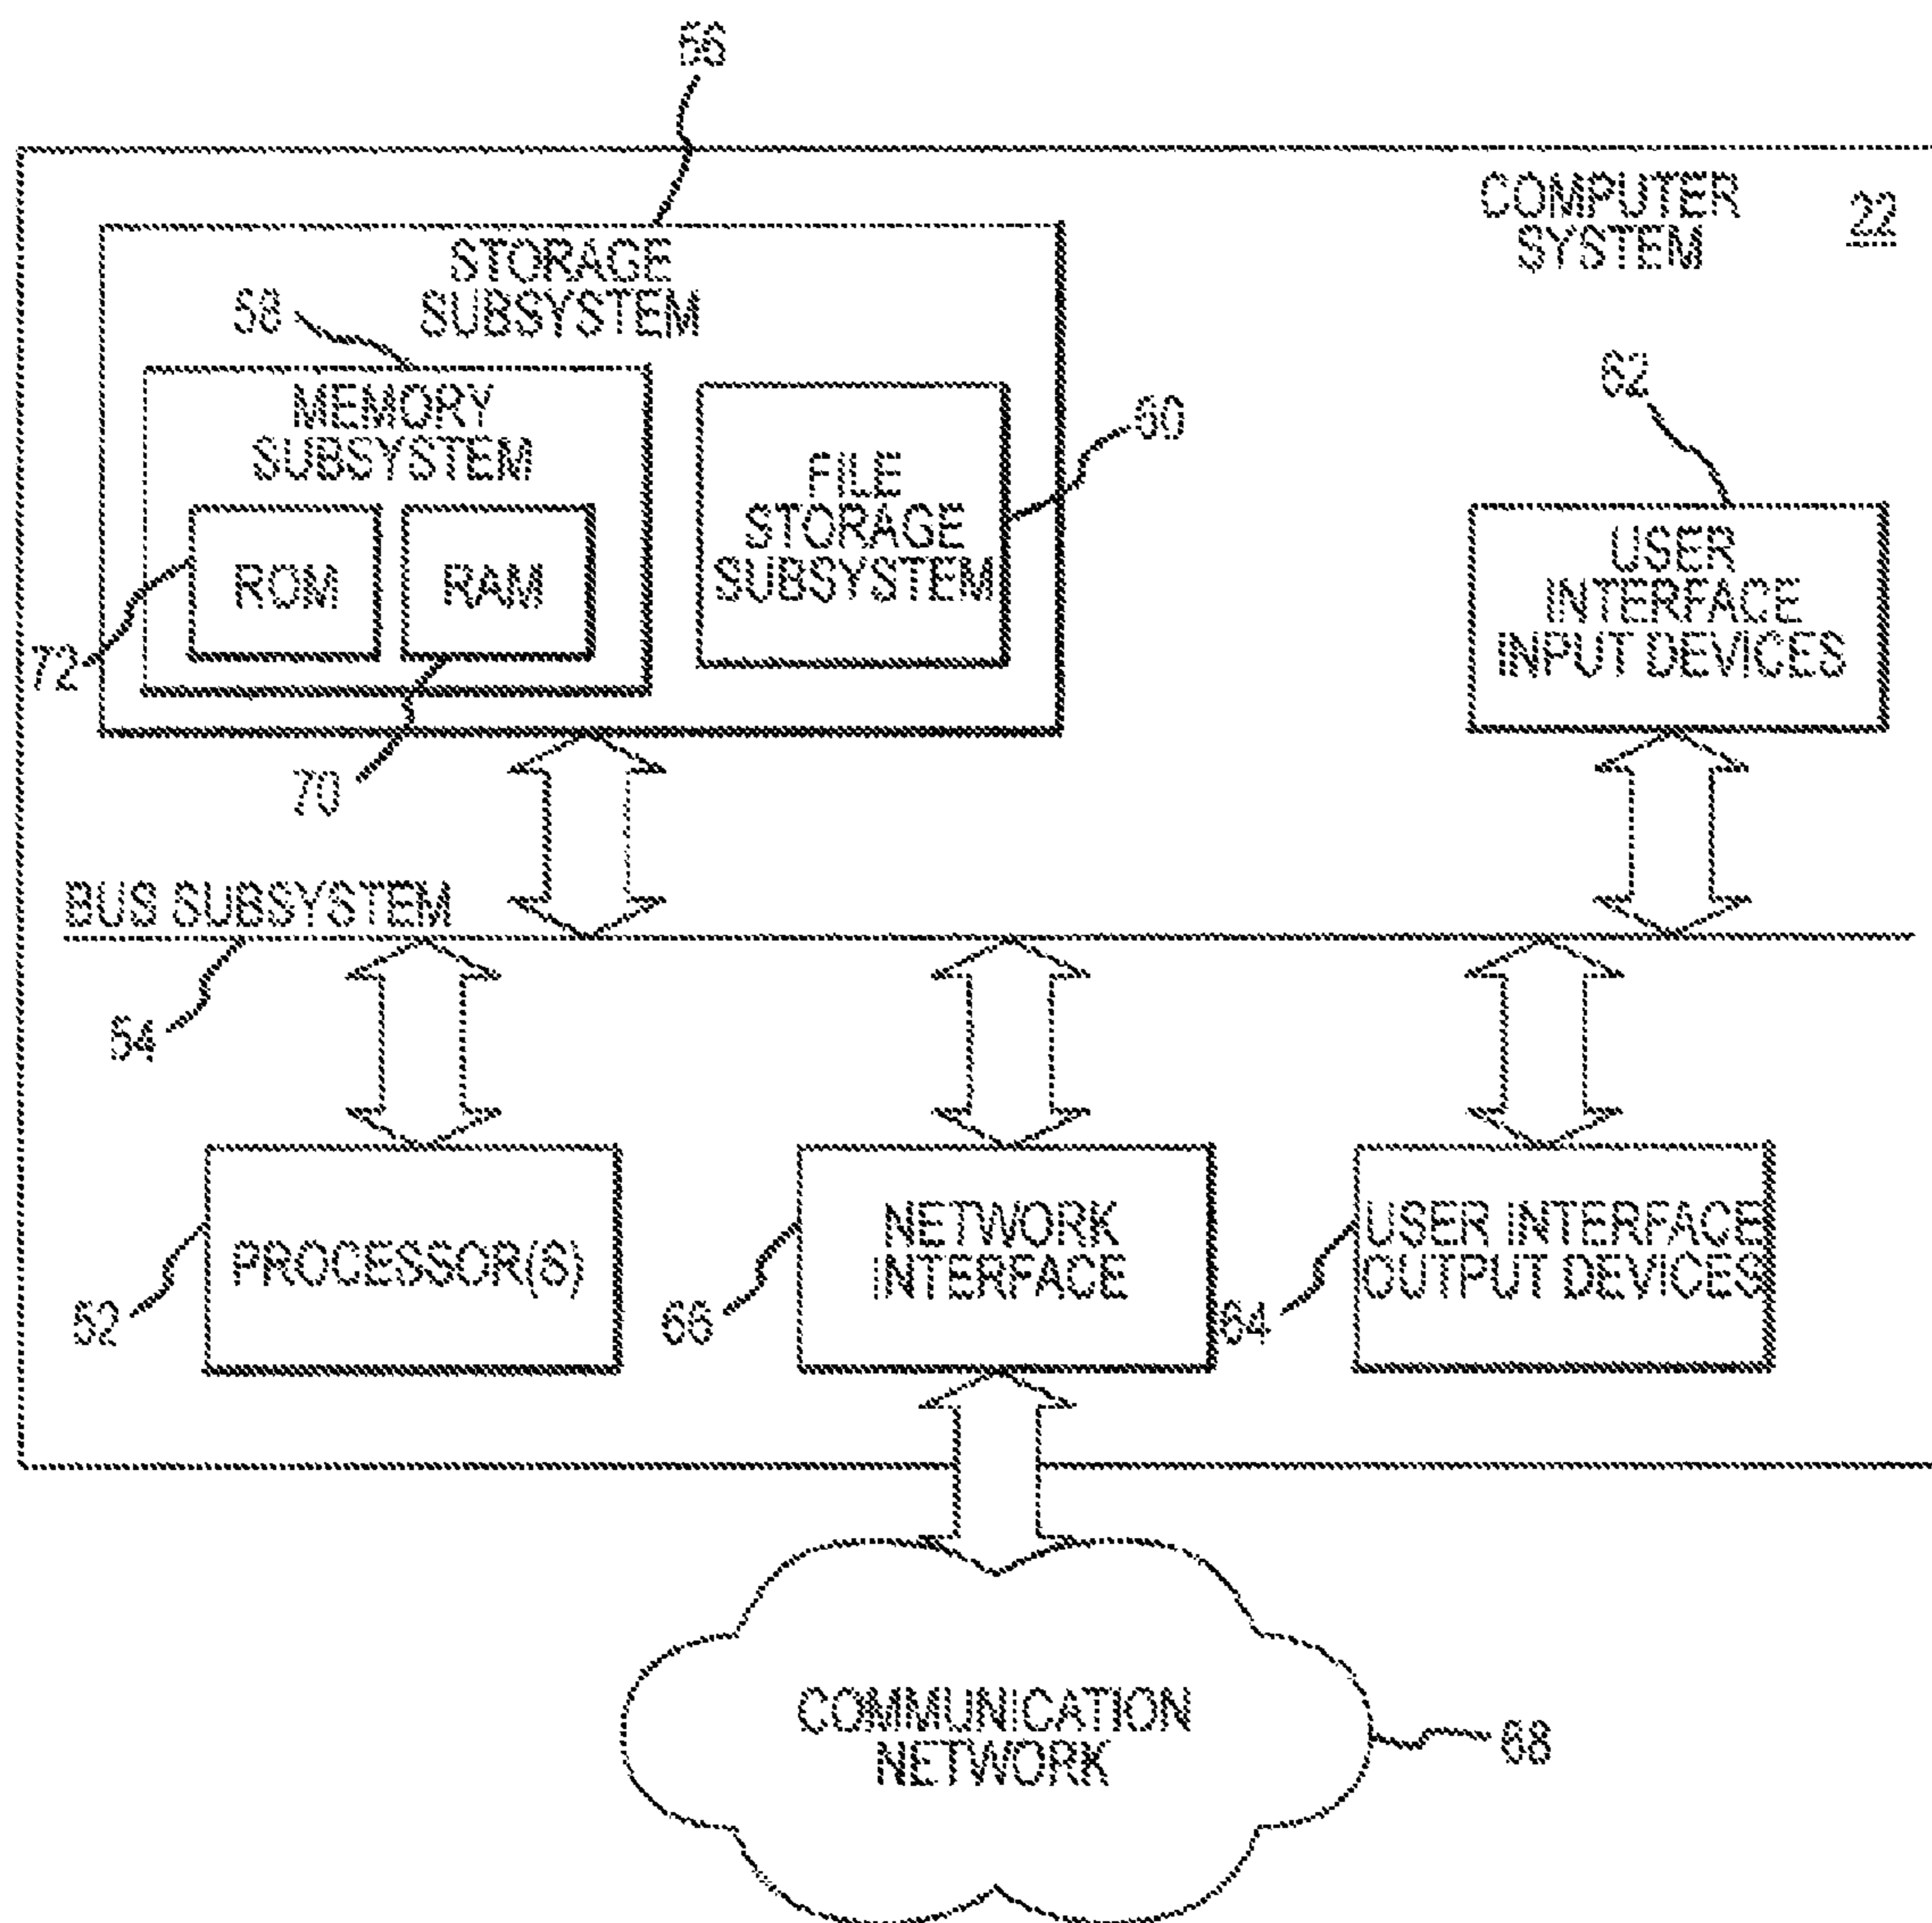 56
COMPUTER
SYSTEM
22
STORAGE
SUBSYSTEM
58
MEMORY
SUBSYSTEM
ROM
RAM
72
70
FILE
STORAGE
SUBSYSTEM
60
62
USER
INTERFACE
INPUT DEVICES
BUS SUBSYSTEM
54
PROCESSOR(S)
52
NETWORK
INTERFACE
66
USER INTERFACE
OUTPUT DEVICES
64
COMMUNICATION
NETWORK
68